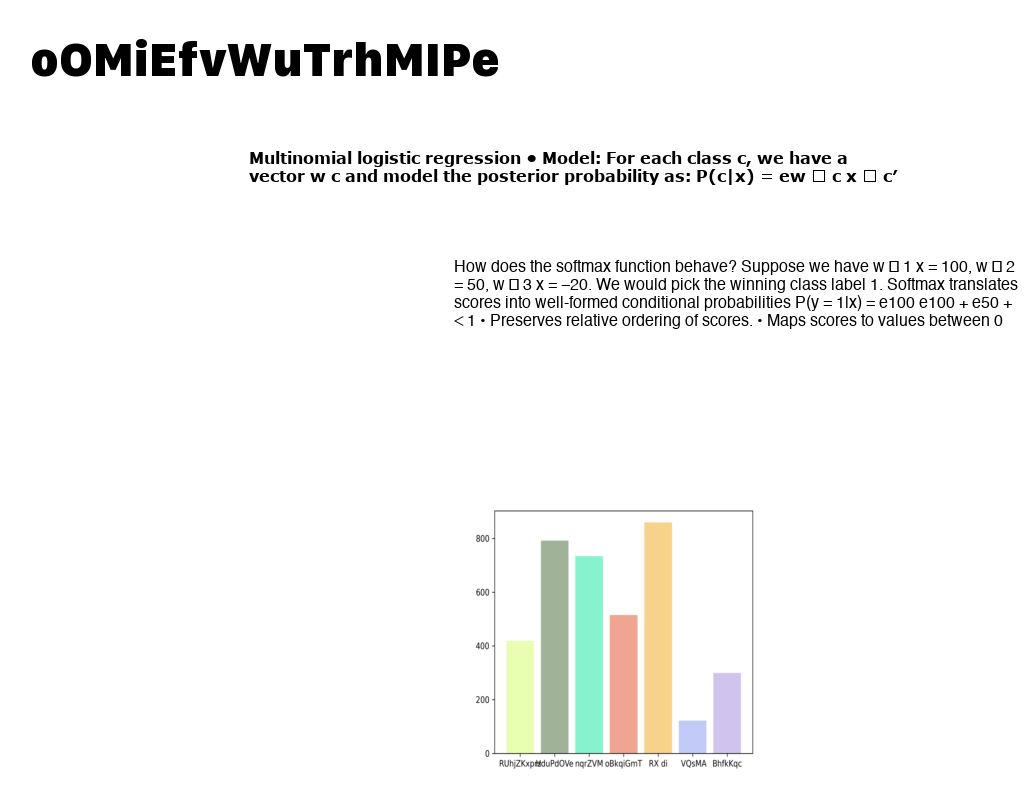 oOMiEfvWuTrhMIPe
Multinomial logistic regression • Model: For each class c, we have a
vector w c and model the posterior probability as: P(c|x) = ew □ c x □ c’
How does the softmax function behave? Suppose we have w □ 1 x = 100, w □ 2
= 50, w □ 3 x = –20. We would pick the winning class label 1. Softmax translates
scores into well-formed conditional probabilities P(y = 1|x) = e100 e100 + e50 +
< 1 • Preserves relative ordering of scores. • Maps scores to values between 0
800
600
400
200
0
nqrZVM oBkqiGmT RX di VQsMA BhfkKqc